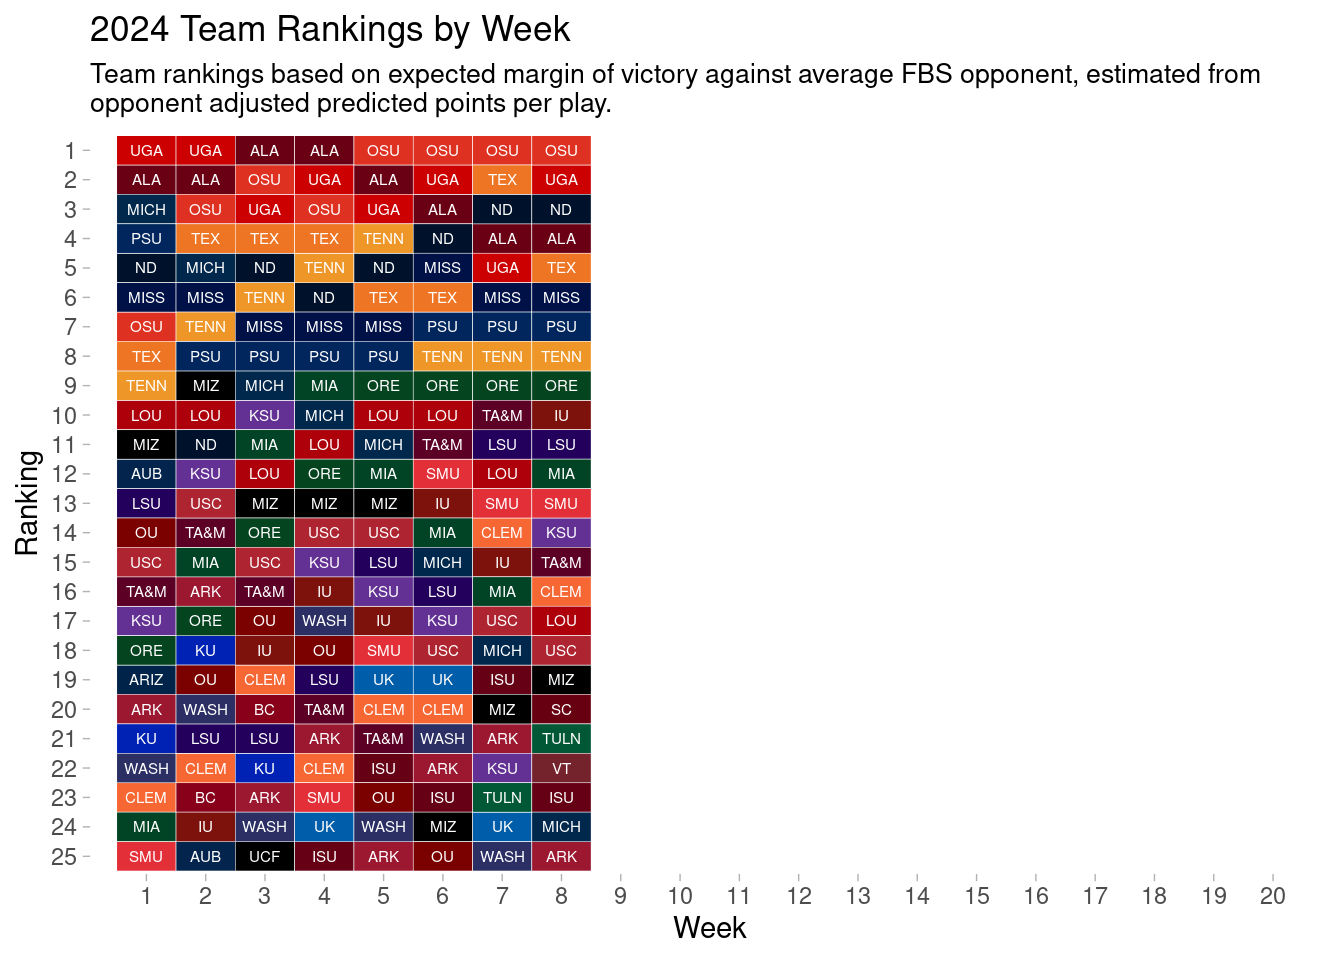 2024 Team Rankings by Week
Team rankings based on expected margin of victory against average FBS opponent, estimated from
opponent adjusted predicted points per play.
Ranking
1 UGA UGA ALA ALA OSU OSU OSU OSU
2 ALA ALA OSU UGA ALA UGA TEX UGA
3 MICH OSU UGA OSU UGA ALA ND ND
4 PSU TEX TEX TEX TENN ND ALA ALA
5 ND MICH ND TENN ND MISS UGA TEX
6 MISS MISS TENN ND TEX TEX MISS MISS
7 OSU TENN MISS MISS MISS PSU PSU PSU
8 TEX PSU PSU PSU PSU TENN TENN TENN
9 TENN MIZ MICH MIA ORE ORE ORE ORE
10 LOU LOU KSU MICH LOU LOU TA&M IU
11 MIZ ND MIA LOU MICH TA&M LSU LSU
12 AUB KSU LOU ORE MIA SMU LOU MIA
13 LSU USC MIZ MIZ MIZ IU SMU SMU
14 OU TA&M ORE USC USC MIA CLEM KSU
15 USC MIA USC KSU LSU MICH IU TA&M
16 TA&M ARK TA&M IU KSU LSU MIA CLEM
17 KSU ORE OU WASH IU KSU USC LOU
18 ORE KU IU OU SMU USC MICH USC
19 ARIZ OU CLEM LSU UK UK ISU MIZ
20 ARK WASH BC TA&M CLEM CLEM MIZ SC
21 KU LSU LSU ARK TA&M WASH ARK TULN
22 WASH CLEM KU CLEM ISU ARK KSU VT
23 CLEM BC ARK SMU OU ISU TULN ISU
24 MIA IU WASH UK WASH MIZ UK MICH
25 SMU AUB UCF ISU ARK OU WASH ARK
1 2 3 4 5 6 7 8 9 10 11 12 13 14 15 16 17 18 19 20
Week